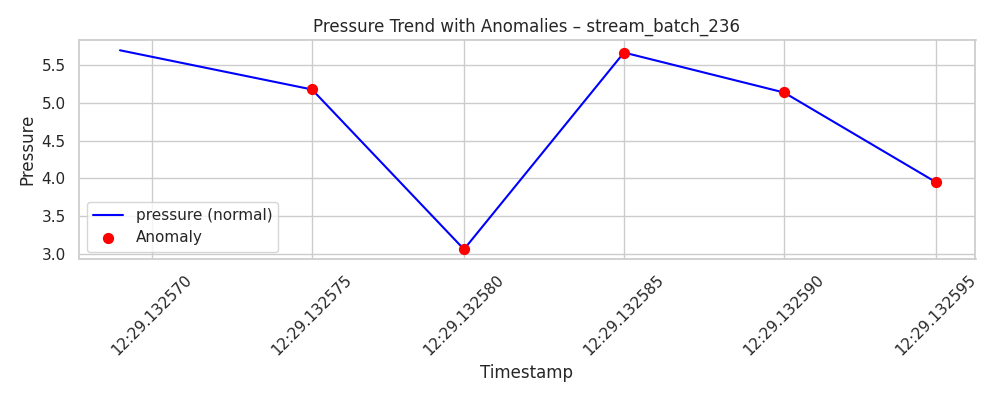 Pressure Trend with Anomalies – stream_batch_236
Pressure
5.5
5.0
4.5
4.0
3.5
3.0
pressure (normal)
Anomaly
12:29.132570
12:29.132575
12:29.132580
12:29.132585
12:29.132590
12:29.132595
Timestamp